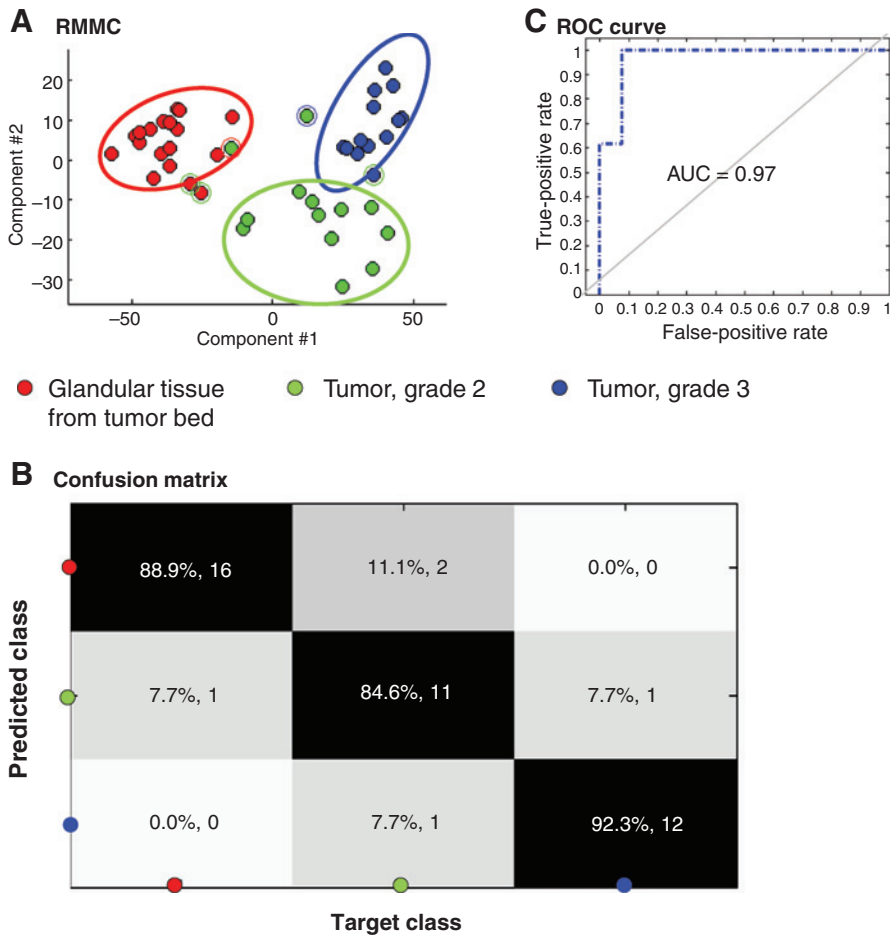 A RMMC
20
10
0
−10
−20
−30
Component #2
−50 0 50
Component #1
C ROC curve
1
0.9
0.8
0.7
0.6
0.5
0.4
0.3
0.2
0.1
0
True-positive rate
AUC = 0.97
0 0.1 0.2 0.3 0.4 0.5 0.6 0.7 0.8 0.9 1
False-positive rate
Glandular tissue
from tumor bed
Tumor, grade 2
Tumor, grade 3
B Confusion matrix
Predicted class
88.9%, 16 11.1%, 2 0.0%, 0
7.7%, 1 84.6%, 11 7.7%, 1
0.0%, 0 7.7%, 1 92.3%, 12
Target class